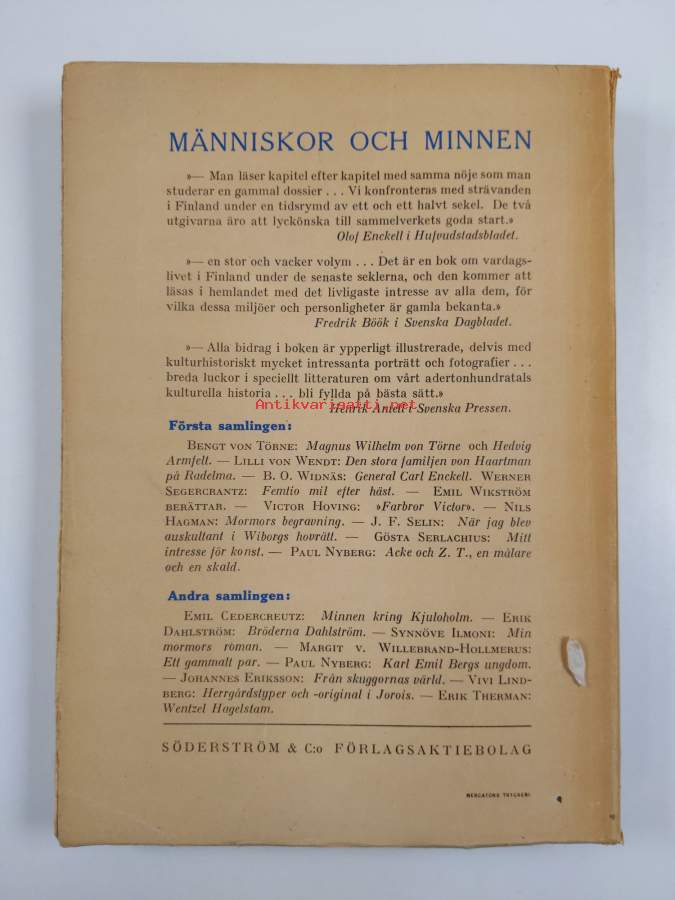 MÄNNISKOR OCH MINNEN
»— Man läser kapitel efter kapitel med samma nöje som man
studerar en gammal dossier . . . Vi konfronteras med strävanden
i Finland under en tidsrymd av ett och ett halvt sekel. De två
utgivarna äro att lyckönska till sammelverkets goda start.»
Olof Enckell i Hufvudstadsbladet.
»— en stor och vacker volym . . . Det är en bok om vardags-
livet i Finland under de senaste seklerna, och den kommer att
läsas i hemlandet med det livligaste intresse av alla dem, för
vilka dessa miljöer och personligheter är gamla bekanta.»
Fredrik Böök i Svenska Dagbladet.
»— Alla bidrag i boken är ypperligt illustrerade, delvis med
kulturhistoriskt mycket intressanta porträtt och fotografier . . .
breda luckor i speciellt litteraturen om vårt adertonhundratals
kulturella historia . . . bli fyllda på bästa sätt.»
Antikvariaatti.net
Henrik Antell i Svenska Pressen.
Första samlingen:
BENGT VON TÖRNE: Magnus Wilhelm von Törne och Hedvig
Armfelt. — LILLI VON WENDT: Den stora familjen von Haartman
på Radelma. — B. O. WIDNÄS: General Carl Enckell. WERNER
SEGERCRANTZ: Femtio mil efter häst. — EMIL WIKSTRÖM
BERÄTTAR. — VICTOR HOVING: »Farbror Victor». — NILS
HAGMAN: Mormors begravning. — J. F. SELIN: När jag blev
auskultant i Wiborgs hovrätt. — GÖSTA SERLACHIUS: Mitt
intresse för konst. — PAUL NYBERG: Acke och Z. T., en målare
och en skald.
Andra samlingen:
EMIL CEDERCREUTZ: Minnen kring Kjuloholm. — ERIK
DAHLSTRÖM: Bröderna Dahlström. — SYNNÖVE ILMONI: Min
mormors roman. — MARGIT V. WILLEBRAND-HOLLMERUS:
Ett gammalt par. — PAUL NYBERG: Karl Emil Bergs ungdom.
— JOHANNES ERIKSSON: Från skuggornas värld. — VIVI LIND-
BERG: Herrgårdstyper och -original i Jorois. — ERIK THERMAN:
Wentzel Hagelstam.
SÖDERSTRÖM & C:o FÖRLAGSAKTIEBOLAG
MERCATORS TRYCKERI